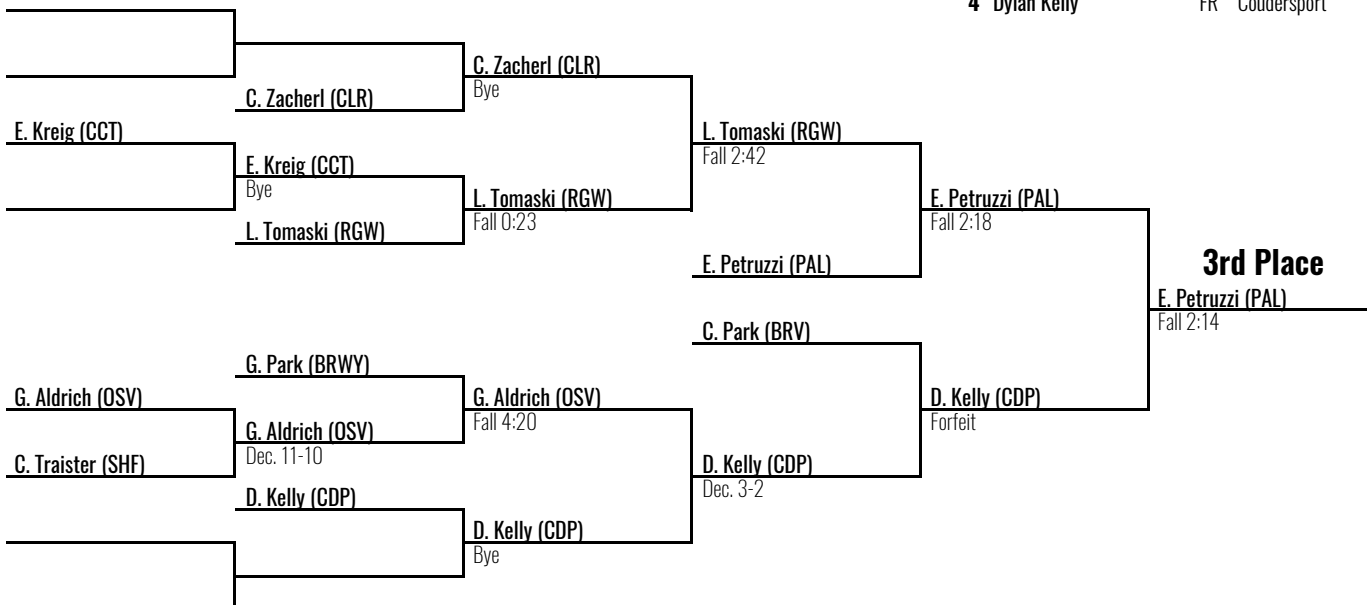 4 Dylan Kelly FR Coudersport
C. Zacherl (CLR)
Bye
C. Zacherl (CLR)
E. Kreig (CCT)
L. Tomaski (RGW)
Fall 2:42
E. Kreig (CCT)
Bye
L. Tomaski (RGW)
Fall 0:23
E. Petruzzi (PAL)
Fall 2:18
L. Tomaski (RGW)
E. Petruzzi (PAL)
3rd Place
E. Petruzzi (PAL)
Fall 2:14
C. Park (BRV)
G. Park (BRWY)
G. Aldrich (OSV)
G. Aldrich (OSV)
Fall 4:20
D. Kelly (CDP)
Forfeit
G. Aldrich (OSV)
Dec. 11-10
C. Traister (SHF)
D. Kelly (CDP)
Dec. 3-2
D. Kelly (CDP)
D. Kelly (CDP)
Bye